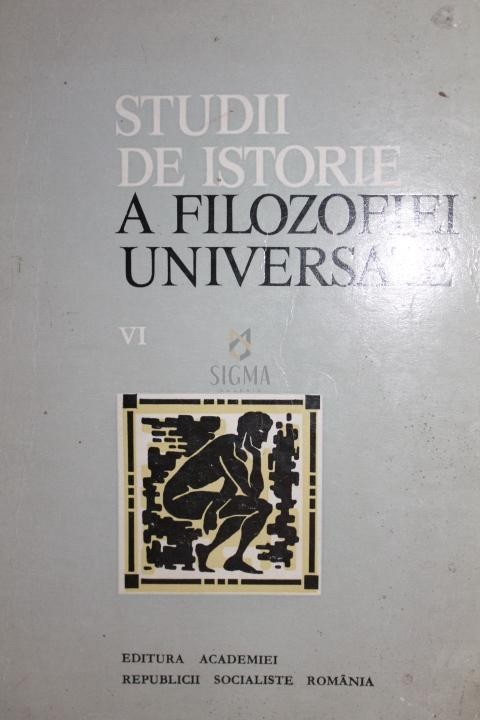 STUDII
DE ISTORIE
A FILOZOFIEI
UNIVERSALE
VI
SIGMA
EDITURA ACADEMIEI
REPUBLICII SOCIALISTE ROMÂNIA